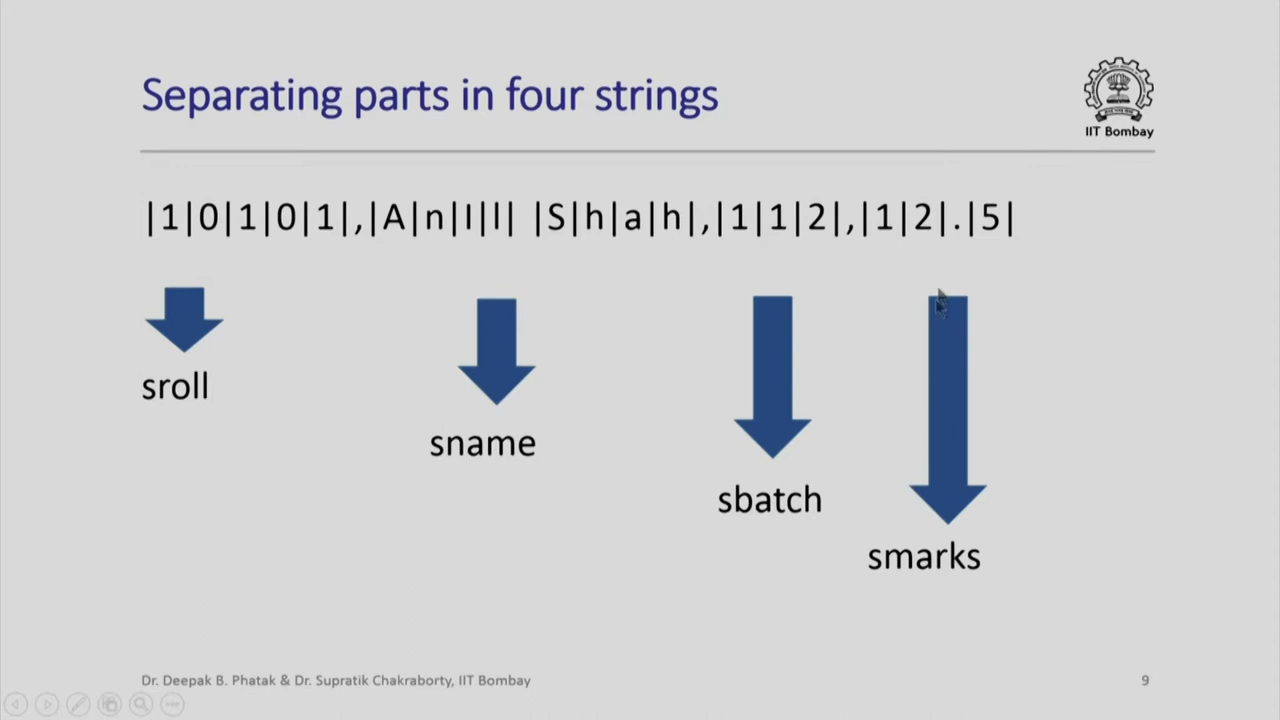 Separating parts in four strings
IIT Bombay
|1|0|1|0|1|,|A|n|I|l| |S|h|a|h|,|1|1|2|,|1|2|.|5|
sroll
sname
sbatch
smarks
Dr. Deepak B. Phatak & Dr. Supratik Chakraborty, IIT Bombay
9